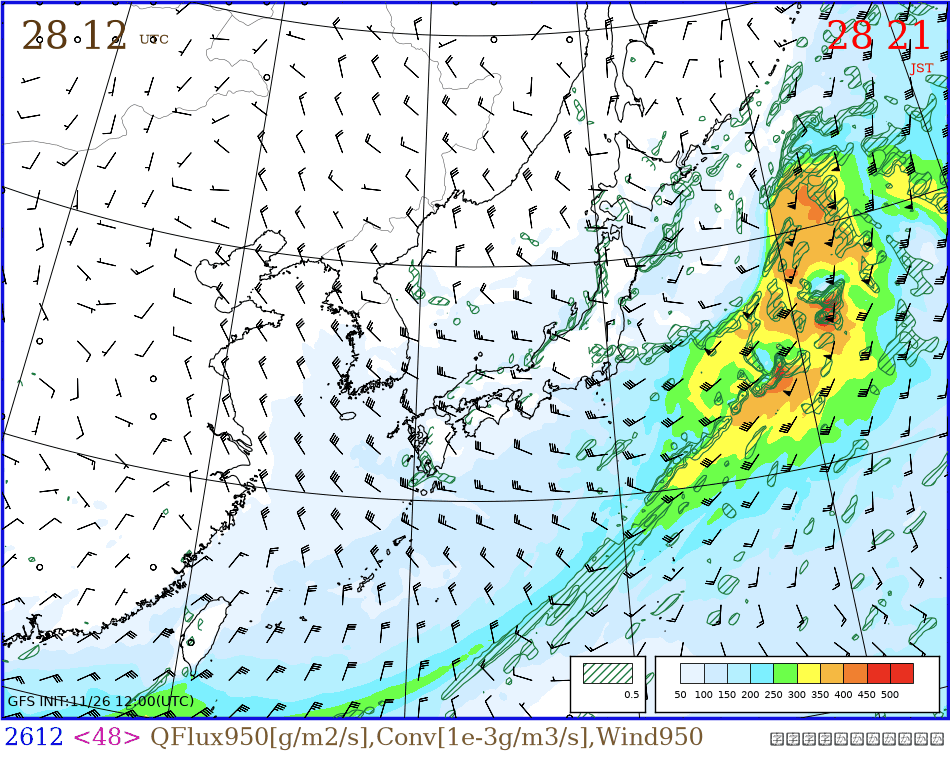 28 12 UTC
28 21
JST
0.5
50 100 150 200 250 300 350 400 450 500
GFS INIT:11/26 12:00(UTC)
2612 <48> QFlux950[g/m2/s],Conv[1e-3g/m3/s],Wind950